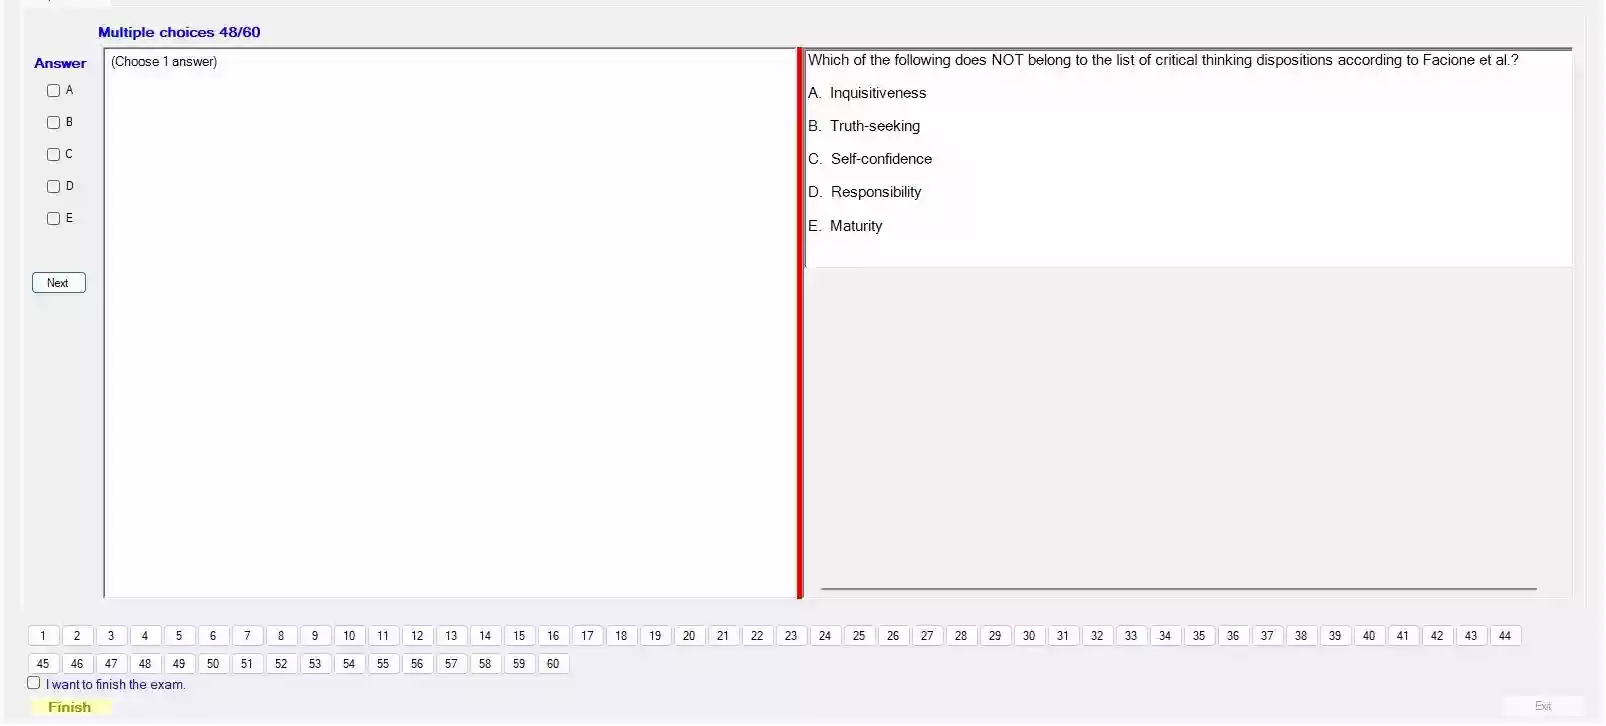 Multiple choices 48/60
Answer
A
B
C
D
E
Next
(Choose 1 answer)
Which of the following does NOT belong to the list of critical thinking dispositions according to Facione et al.?
A. Inquisitiveness
B. Truth-seeking
C. Self-confidence
D. Responsibility
E. Maturity
1 2 3 4 5 6 7 8 9 10 11 12 13 14 15 16 17 18 19 20 21 22 23 24 25 26 27 28 29 30 31 32 33 34 35 36 37 38 39 40 41 42 43 44
45 46 47 48 49 50 51 52 53 54 55 56 57 58 59 60
I want to finish the exam.
Finish
Exit